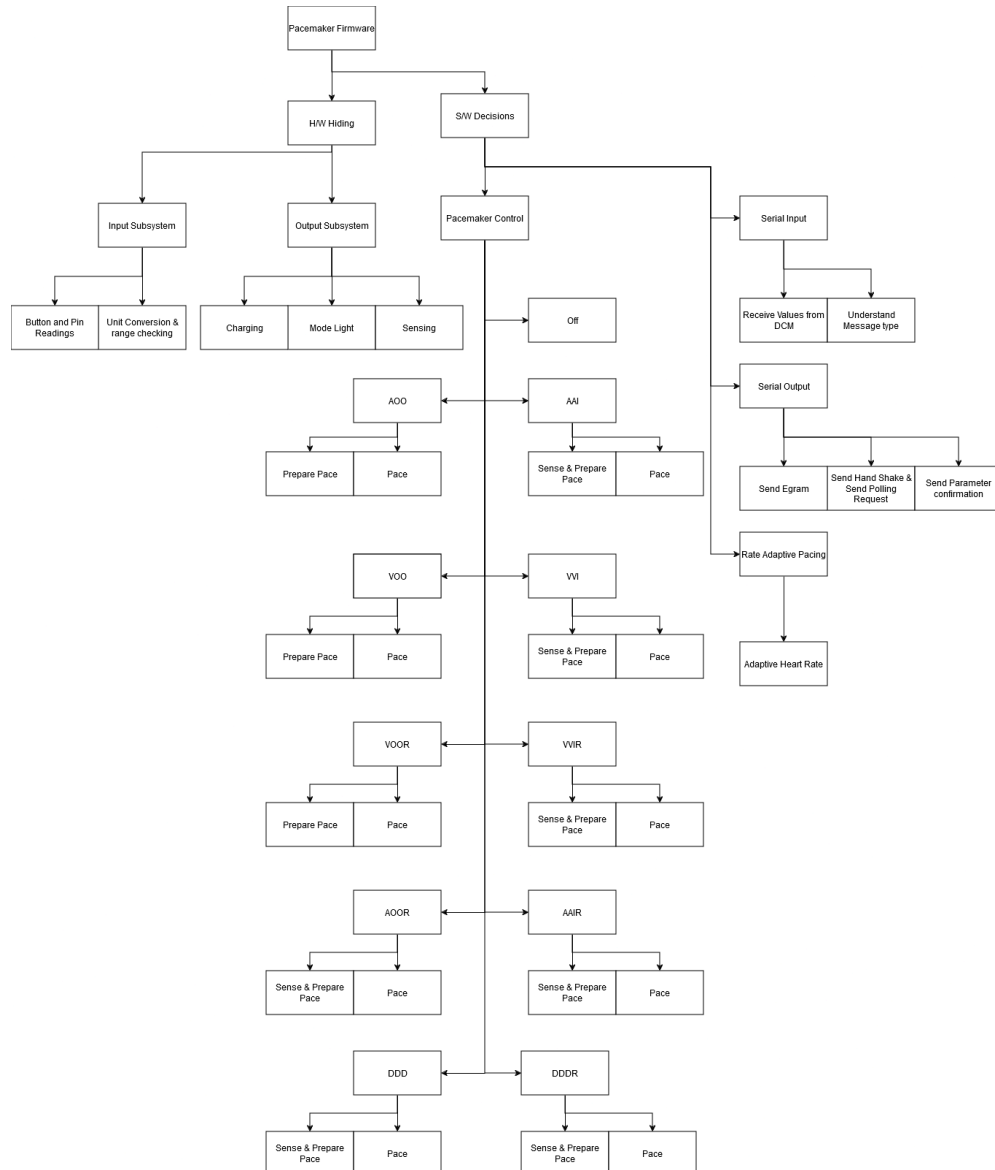 Pacemaker Firmware
H/W Hiding
S/W Decisions
Input Subsystem
Output Subsystem
Pacemaker Control
Serial Input
Button and Pin
Readings
Unit Conversion &
range checking
Charging
Mode Light
Sensing
Off
Receive Values from
DCM
Understand
Message type
AOO
AAI
Serial Output
Prepare Pace
Pace
Sense & Prepare
Pace
Pace
Send Egram
Send Hand Shake &
Send Polling
Request
Send Parameter
confirmation
VOO
VVI
Rate Adaptive Pacing
Prepare Pace
Pace
Sense & Prepare
Pace
Pace
Adaptive Heart Rate
VOOR
VVIR
Prepare Pace
Pace
Sense & Prepare
Pace
Pace
AOOR
AAIR
Sense & Prepare
Pace
Pace
Sense & Prepare
Pace
Pace
DDD
DDDR
Sense & Prepare
Pace
Pace
Sense & Prepare
Pace
Pace